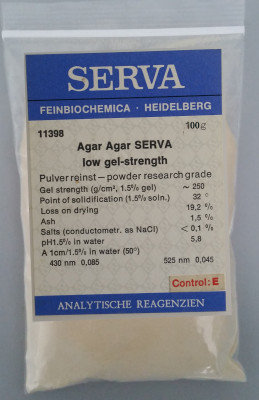 SERVA
FEINBIOCHEMICA · HEIDELBERG
11398 100g
Agar Agar SERVA
low gel-strength
Pulver reinst – powder research grade
Gel strength (g/cm², 1.5% gel) ~ 250
Point of solidification (1.5% soln.) 32 °
Loss on drying 19,2 %
Ash 1,5 %
Salts (conductometr. as NaCl) < 0,1 %
pH 1.5% in water 5,8
A 1cm/1.5% in water (50°)
430 nm 0,085 525 nm 0,045
Control: E
ANALYTISCHE REAGENZIEN